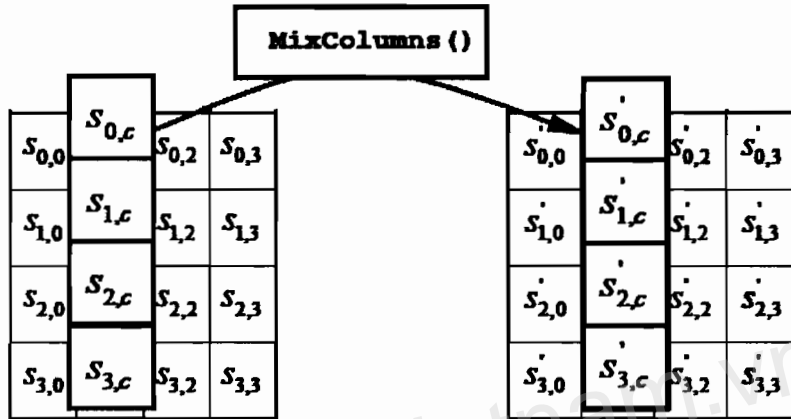 MixColumns()
S0,c S'0,c
S0,0 S0,2 S0,3 S'0,0 S'0,2 S'0,3
S1,c S'1,c
S1,0 S1,2 S1,3 S'1,0 S'1,2 S'1,3
S2,c S'2,c
S2,0 S2,2 S2,3 S'2,0 S'2,2 S'2,3
S3,c S'3,c
S3,0 S3,2 S3,3 S'3,0 S'3,2 S'3,3